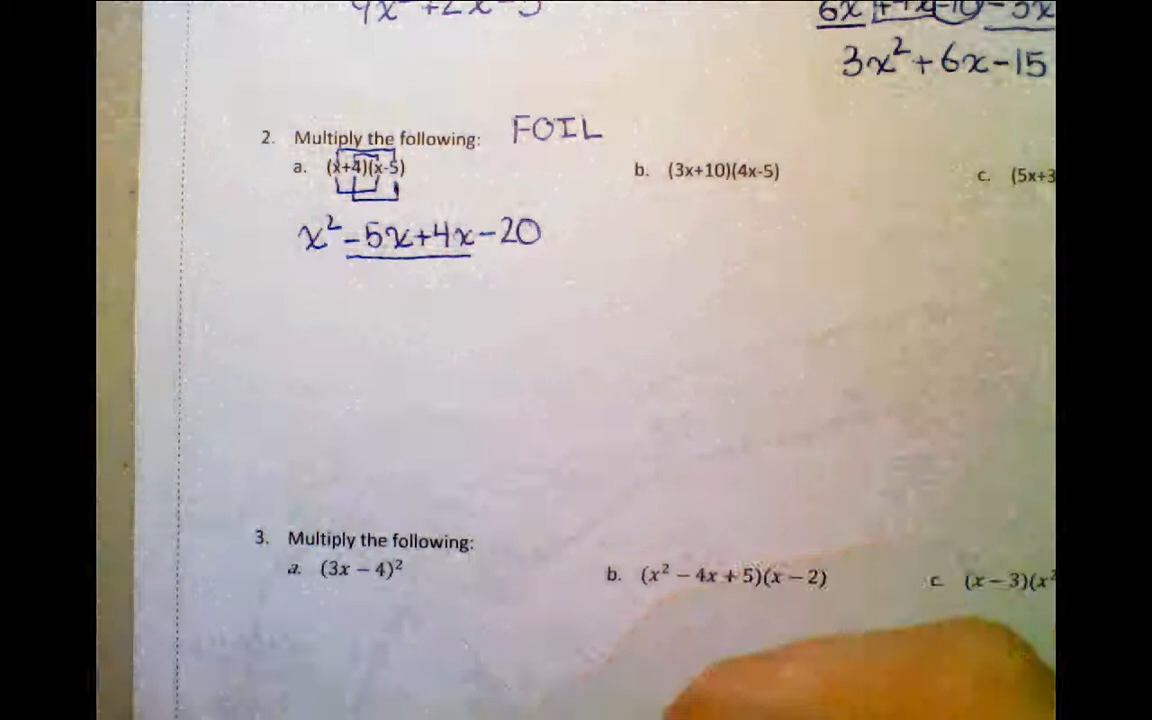 3x²+6x-15
2. Multiply the following: FOIL
a. (x+4)(x-5)
b. (3x+10)(4x-5)
c. (5x+3
x²-5x+4x-20
3. Multiply the following:
a. (3x − 4)²
b. (x² − 4x + 5)(x − 2)
c. (x − 3)(x²